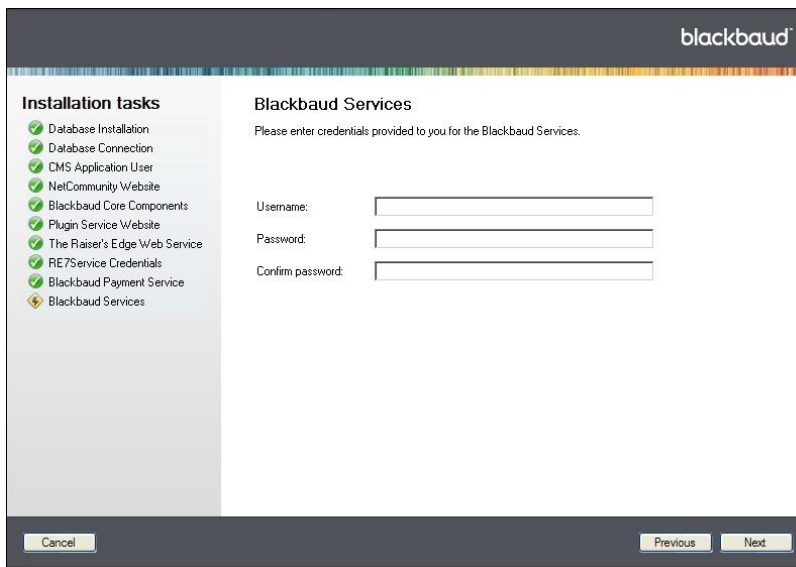 blackbaud
Installation tasks
Database Installation
Database Connection
CMS Application User
NetCommunity Website
Blackbaud Core Components
Plugin Service Website
The Raiser's Edge Web Service
RE7Service Credentials
Blackbaud Payment Service
Blackbaud Services
Blackbaud Services
Please enter credentials provided to you for the Blackbaud Services.
Username:
Password:
Confirm password:
Cancel
Previous
Next